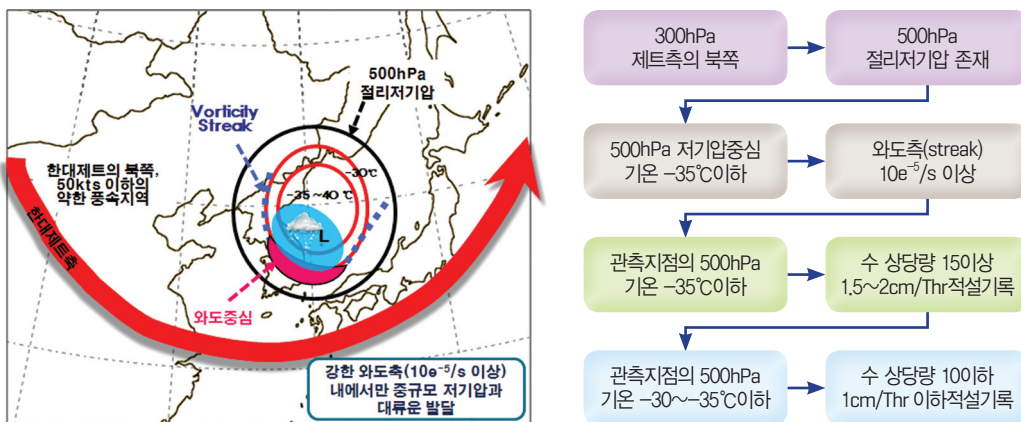 500hPa
절리저기압
Vorticity
Streak
한대제트의 북쪽,
50kts 이하의
약한 풍속지역
-30℃
-35~-40 ℃
L
한대제트축
와도중심
강한 와도축(10e⁻⁵/s 이상)
내에서만 중규모 저기압과
대류운 발달
300hPa
제트측의 북쪽
500hPa
절리저기압 존재
500hPa 저기압중심
기온 -35℃이하
와도측(streak)
10e⁻⁵/s 이상
관측지점의 500hPa
기온 -35℃이하
수 상당량 15이상
1.5~2cm/Thr적설기록
관측지점의 500hPa
기온 -30~-35℃이하
수 상당량 10이하
1cm/Thr 이하적설기록